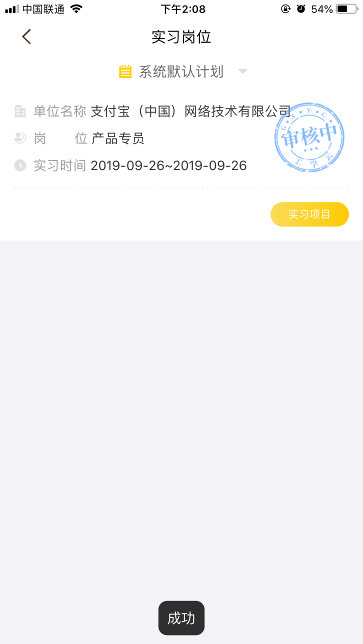 中国联通
下午2:08
54%
实习岗位
系统默认计划
单位名称 支付宝（中国）网络技术有限公司
岗 位 产品专员
实习时间 2019-09-26~2019-09-26
审核中
工学云
实习项目
成功